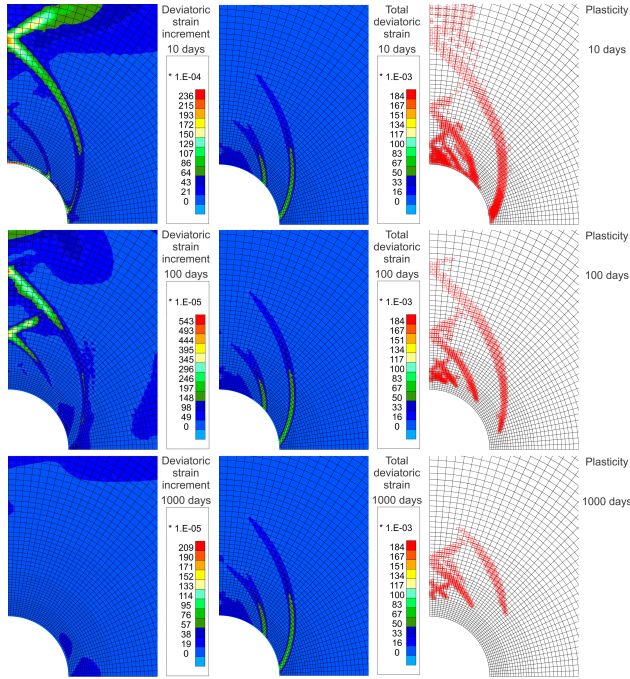 Deviatoric
strain
increment
10 days
* 1.E-04
236
215
193
172
150
129
107
86
64
43
21
0
Total
deviatoric
strain
10 days
* 1.E-03
184
167
151
134
117
100
83
67
50
33
16
0
Plasticity
10 days
Deviatoric
strain
increment
100 days
* 1.E-05
543
493
444
395
345
296
246
197
148
98
49
0
Total
deviatoric
strain
100 days
* 1.E-03
184
167
151
134
117
100
83
67
50
33
16
0
Plasticity
100 days
Deviatoric
strain
increment
1000 days
* 1.E-05
209
190
171
152
133
114
95
76
57
38
19
0
Total
deviatoric
strain
1000 days
* 1.E-03
184
167
151
134
117
100
83
67
50
33
16
0
Plasticity
1000 days